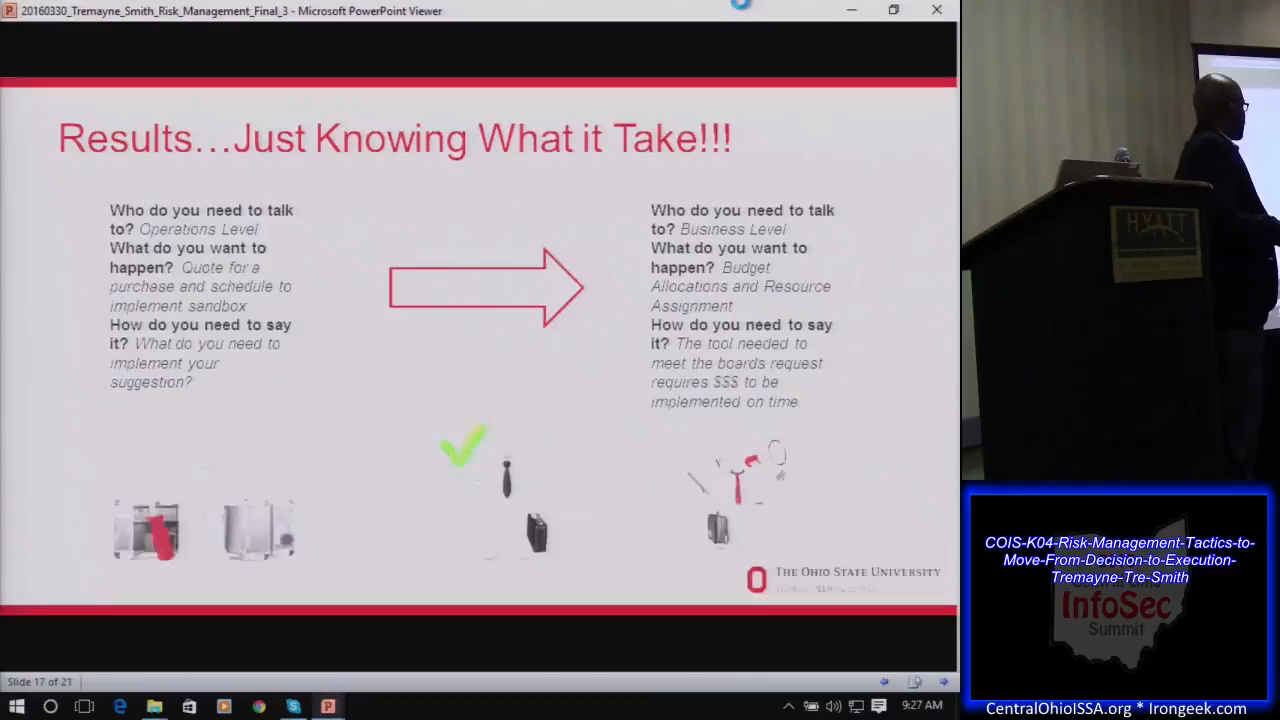 20160330_Tremayne_Smith_Risk_Management_Final_3 - Microsoft PowerPoint Viewer
Results…Just Knowing What it Take!!!
Who do you need to talk
to? Operations Level
What do you want to
happen? Quote for a
purchase and schedule to
implement sandbox
How do you need to say
it? What do you need to
implement your
suggestion?
Who do you need to talk
to? Business Level
What do you want to
happen? Budget
Allocations and Resource
Assignment
How do you need to say
it? The tool needed to
meet the boards request
requires $$$ to be
implemented on time
THE OHIO STATE UNIVERSITY
Slide 17 of 21
9:27 AM
HYATT
COIS-K04-Risk-Management-Tactics-to-
Move-From-Decision-to-Execution-
Tremayne-Tre-Smith
InfoSec
Summit
CentralOhioISSA.org * Irongeek.com